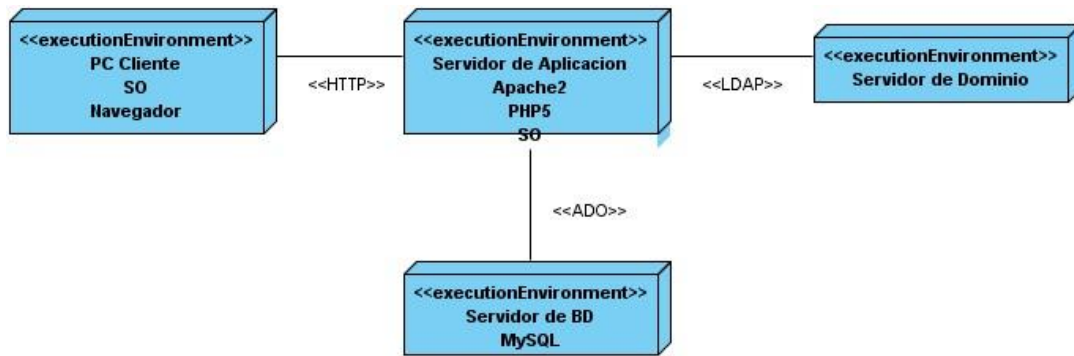 <<executionEnvironment>>
PC Cliente
SO
Navegador
<<HTTP>>
<<executionEnvironment>>
Servidor de Aplicacion
Apache2
PHP5
SO
<<LDAP>>
<<executionEnvironment>>
Servidor de Dominio
<<ADO>>
<<executionEnvironment>>
Servidor de BD
MySQL